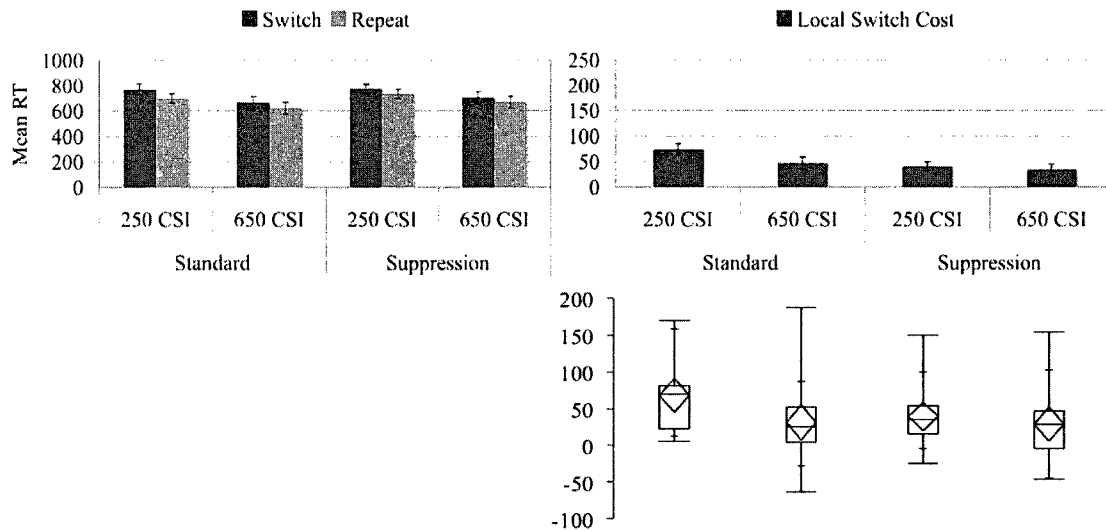 Switch Repeat
Local Switch Cost
Mean RT
1000
800
600
400
200
0
250 CSI 650 CSI 250 CSI 650 CSI
Standard Suppression
250
200
150
100
50
0
250 CSI 650 CSI 250 CSI 650 CSI
Standard Suppression
200
150
100
50
0
-50
-100